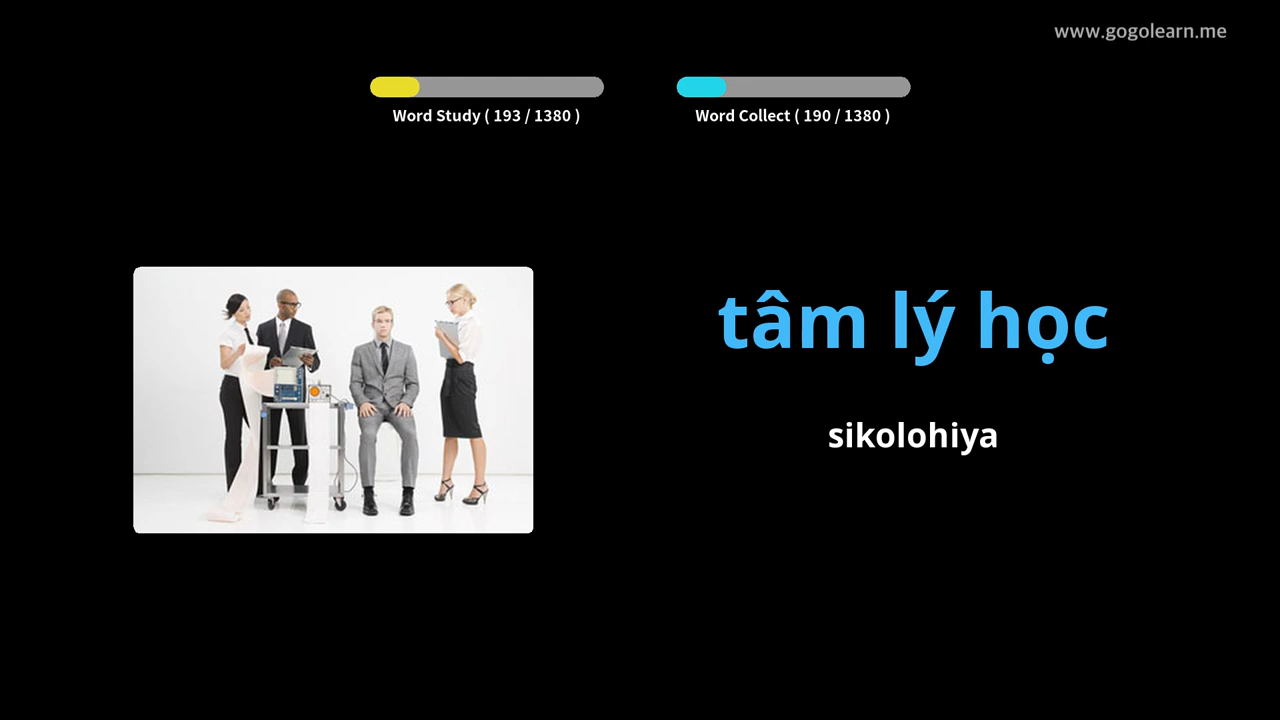 www.gogolearn.me
Word Study ( 193 / 1380 )
Word Collect ( 190 / 1380 )
tâm lý học
sikolohiya